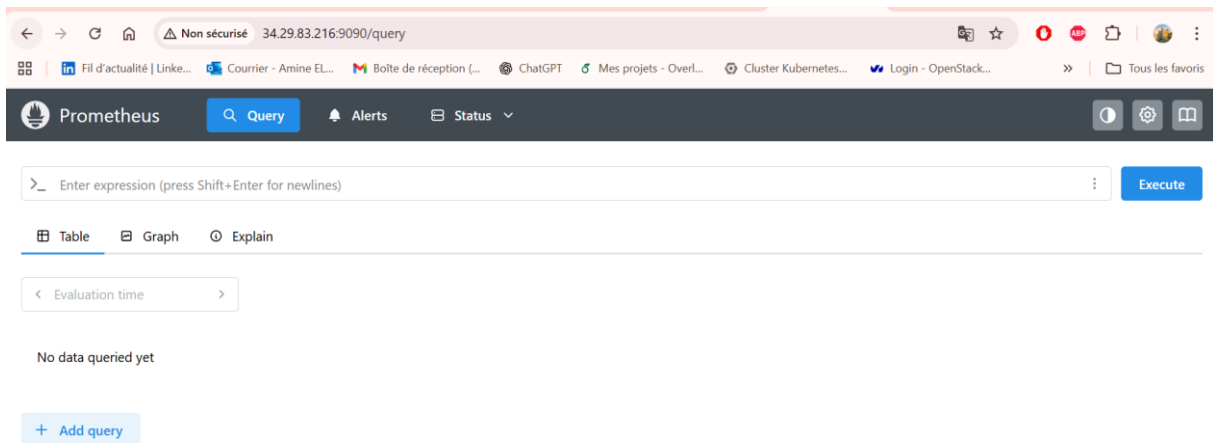 Non sécurisé 34.29.83.216:9090/query
ABP
in Fil d'actualité | Linke... Courrier - Amine EL... Boîte de réception (... ChatGPT Mes projets - Overl... Cluster Kubernetes... Login - OpenStack... » Tous les favoris
Prometheus Query Alerts Status
>_ Enter expression (press Shift+Enter for newlines) Execute
Table Graph Explain
< Evaluation time >
No data queried yet
+ Add query